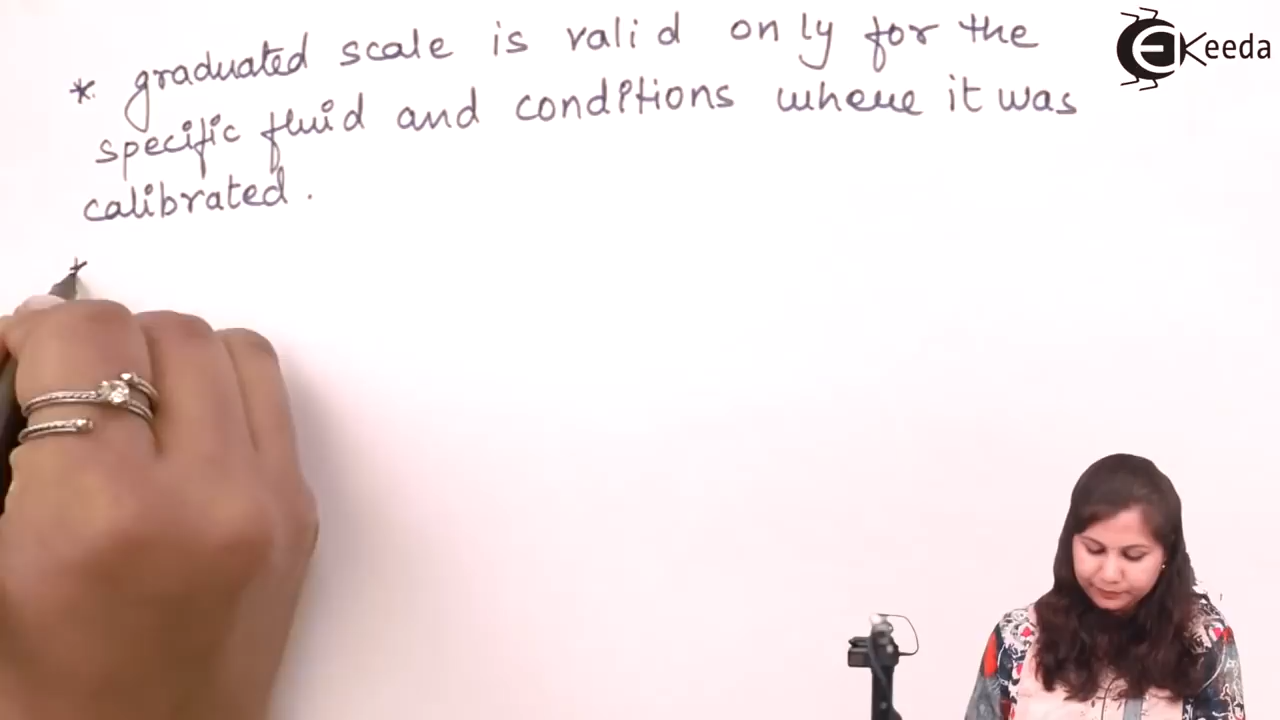 * graduated scale is valid only for the
specific fluid and conditions where it was
calibrated.
*
EKeeda